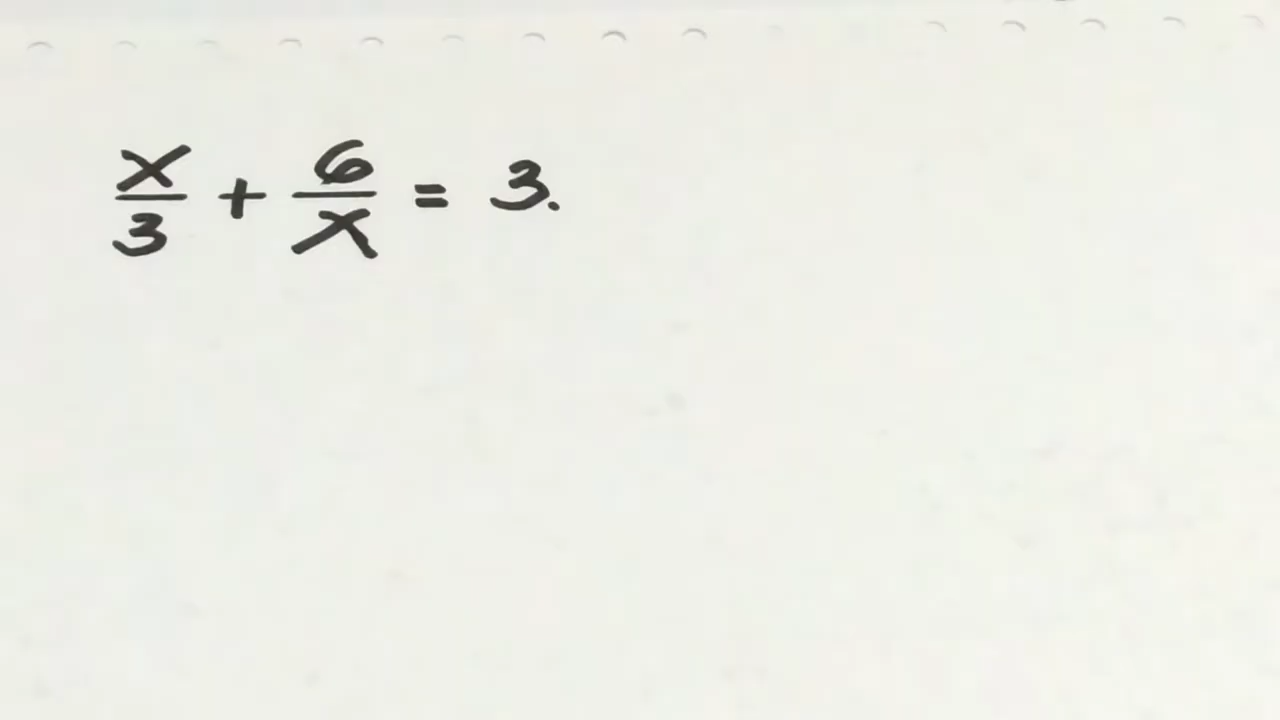 x/3 + 6/x = 3.